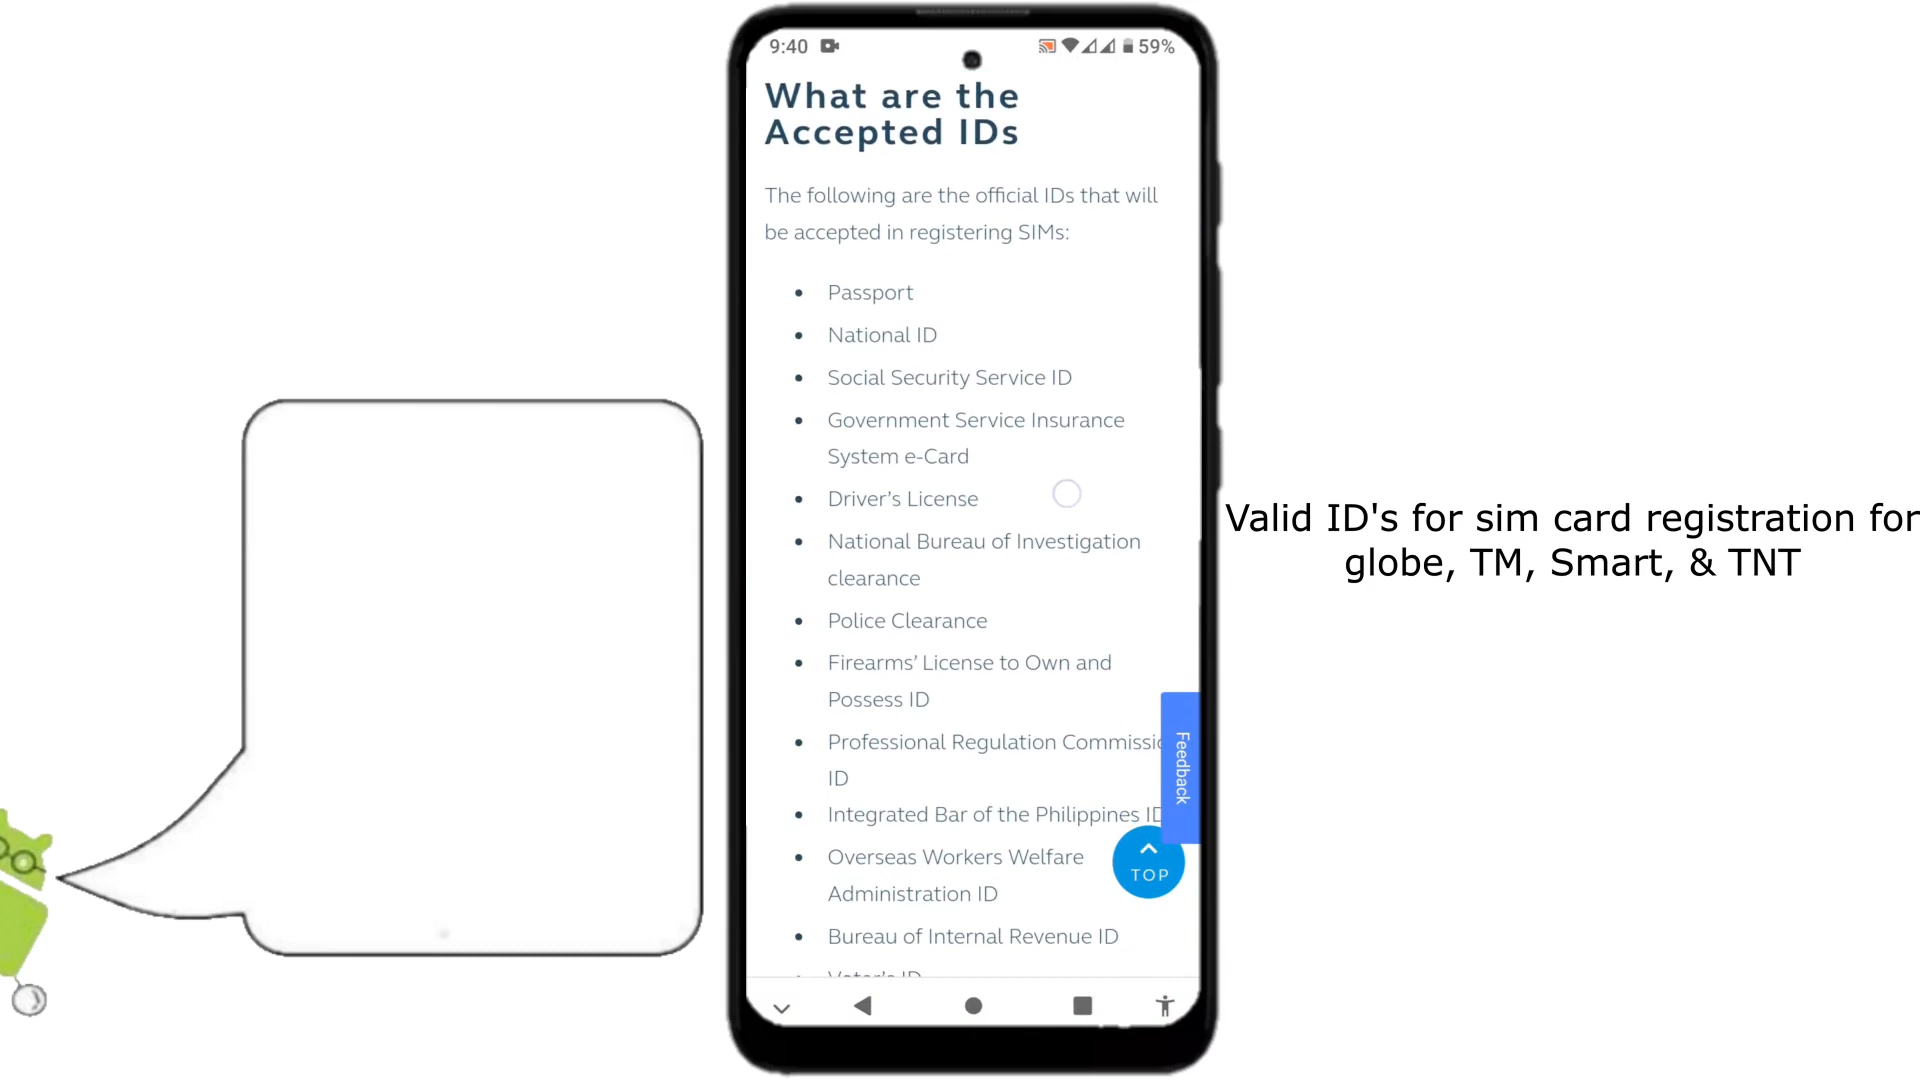 9:40
59%
What are the
Accepted IDs
The following are the official IDs that will
be accepted in registering SIMs:
• Passport
• National ID
• Social Security Service ID
• Government Service Insurance
System e-Card
• Driver’s License
• National Bureau of Investigation
clearance
• Police Clearance
• Firearms’ License to Own and
Possess ID
• Professional Regulation
ID
• Integrated Bar of the Philippines
• Overseas Workers Welfare
Administration ID
• Bureau of Internal Revenue ID
Feedback
TOP
Valid ID's for sim card registration for
globe, TM, Smart, & TNT